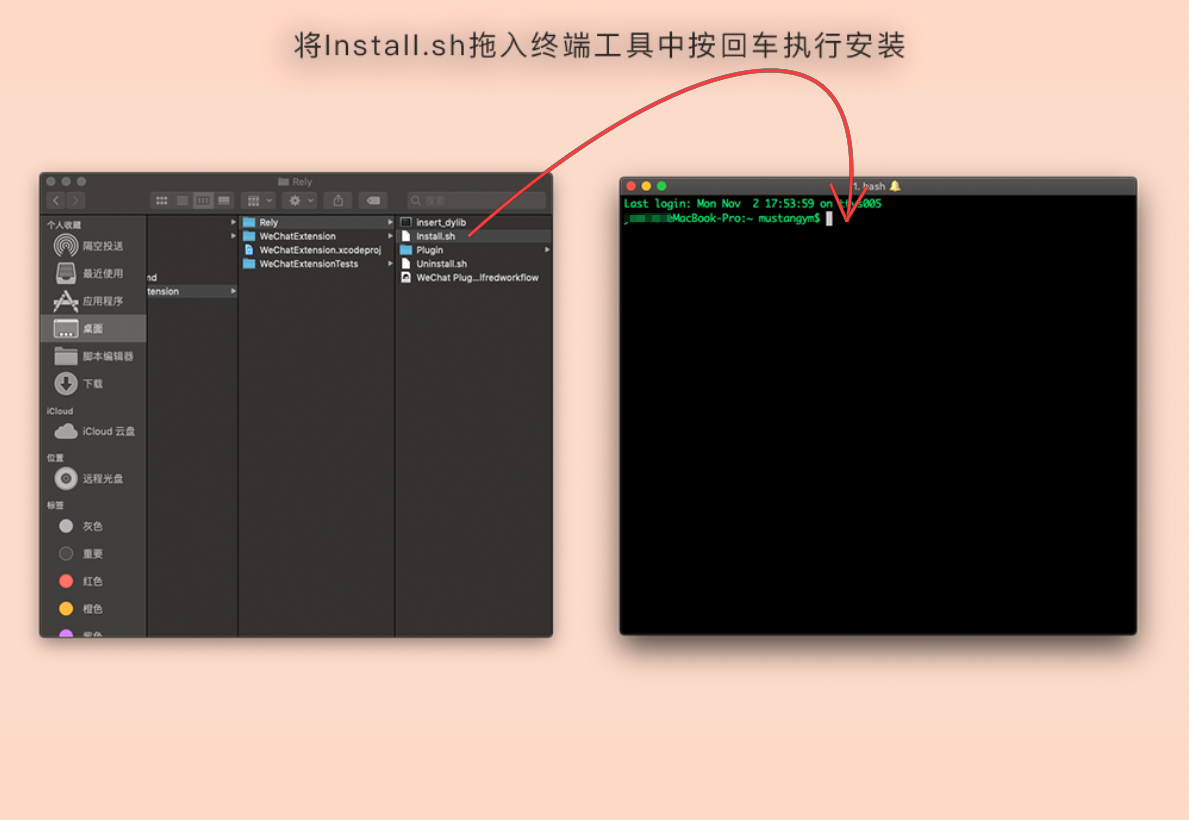 将Install.sh拖入终端工具中按回车执行安装
Rely
搜索
个人收藏
隔空投送
最近使用
应用程序
桌面
脚本编辑器
下载
iCloud
iCloud 云盘
位置
远程光盘
标签
灰色
重要
红色
橙色
紫色
nd
tension
Rely
WeChatExtension
WeChatExtension.xcodeproj
WeChatExtensionTests
insert_dylib
Install.sh
Plugin
Uninstall.sh
WeChat Plug...lfredworkflow
1. bash
Last login: Mon Nov  2 17:53:59 on ttys005
MacBook-Pro:~ mustangym$